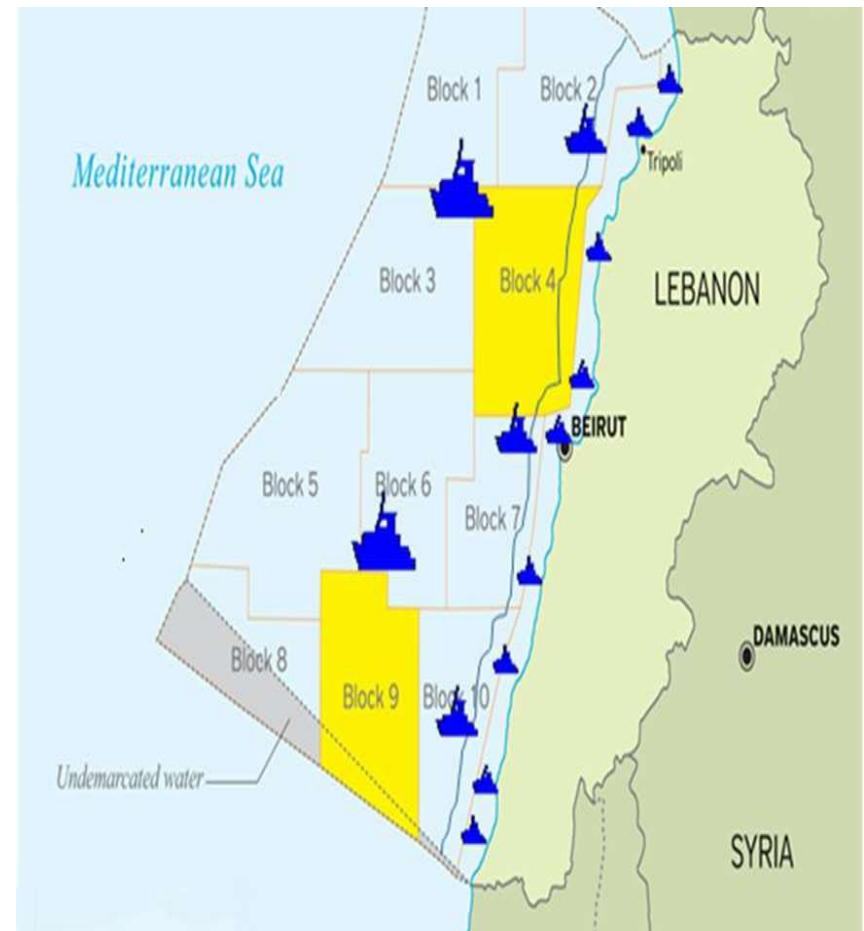 Block 1
Block 2
Mediterranean Sea
Tripoli
Block 3
Block 4
LEBANON
BEIRUT
Block 5
Block 6
Block 7
DAMASCUS
Block 8
Block 9
Block 10
Undemarcated water
SYRIA